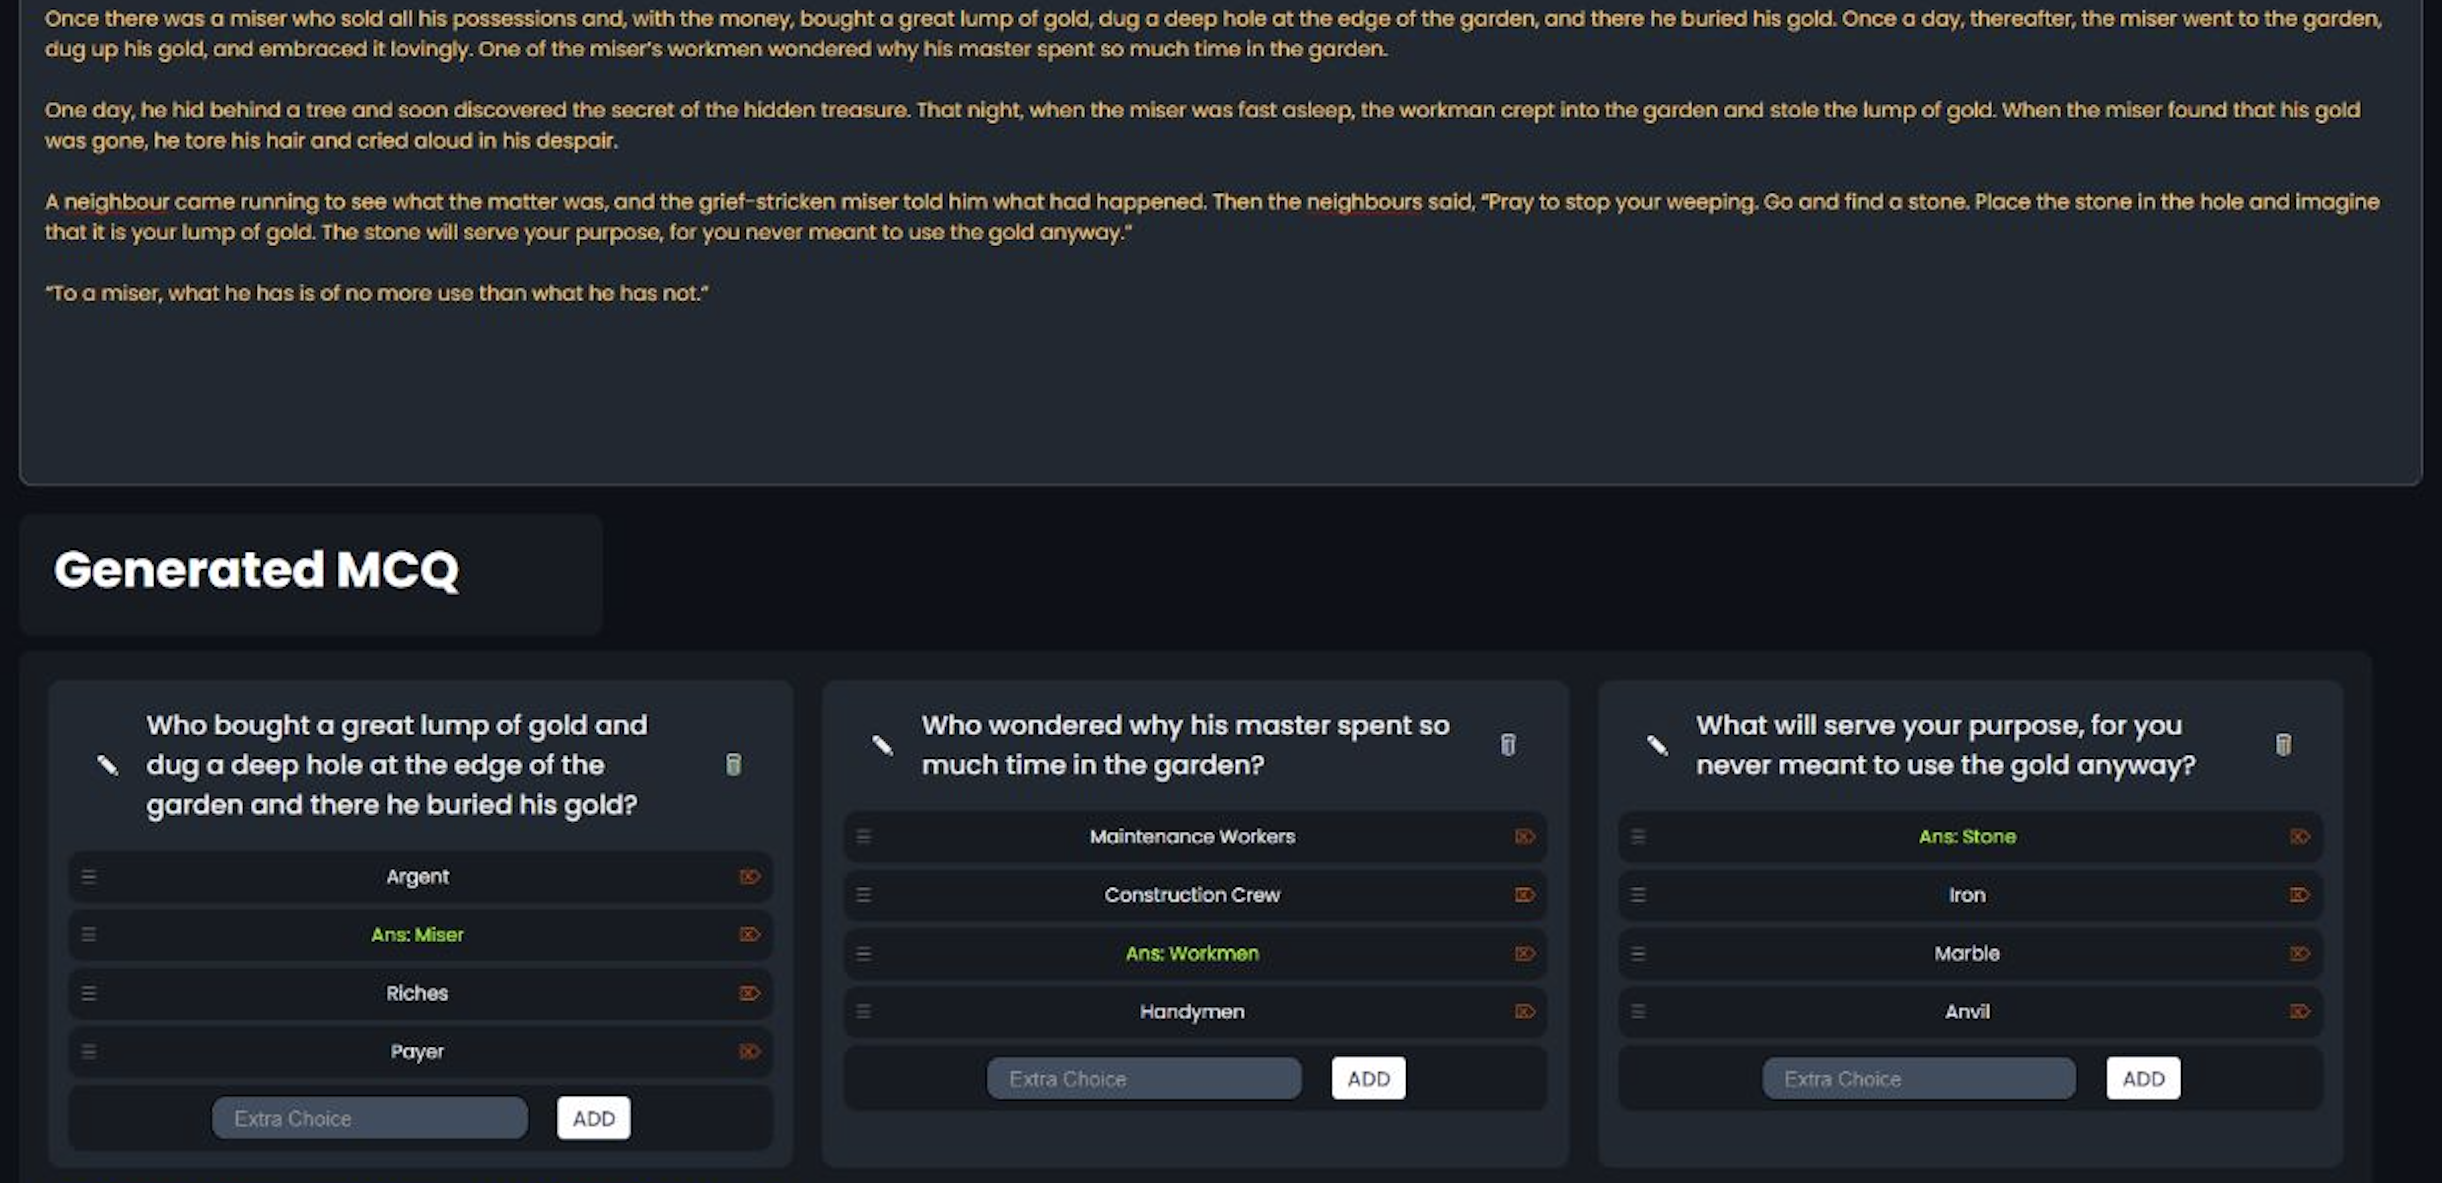 Once there was a miser who sold all his possessions and, with the money, bought a great lump of gold, dug a deep hole at the edge of the garden, and there he buried his gold. Once a day, thereafter, the miser went to the garden,
dug up his gold, and embraced it lovingly. One of the miser's workmen wondered why his master spent so much time in the garden.
One day, he hid behind a tree and soon discovered the secret of the hidden treasure. That night, when the miser was fast asleep, the workman crept into the garden and stole the lump of gold. When the miser found that his gold
was gone, he tore his hair and cried aloud in his despair.
A neighbour came running to see what the matter was, and the grief-stricken miser told him what had happened. Then the neighbours said, "Pray to stop your weeping. Go and find a stone. Place the stone in the hole and imagine
that it is your lump of gold. The stone will serve your purpose, for you never meant to use the gold anyway."
"To a miser, what he has is of no more use than what he has not."
Generated MCQ
Who bought a great lump of gold and
dug a deep hole at the edge of the
garden and there he buried his gold?
Argent
Ans: Miser
Riches
Payer
Extra Choice
ADD
Who wondered why his master spent so
much time in the garden?
Maintenance Workers
Construction Crew
Ans: Workmen
Handymen
Extra Choice
ADD
What will serve your purpose, for you
never meant to use the gold anyway?
Ans: Stone
Iron
Marble
Anvil
Extra Choice
ADD